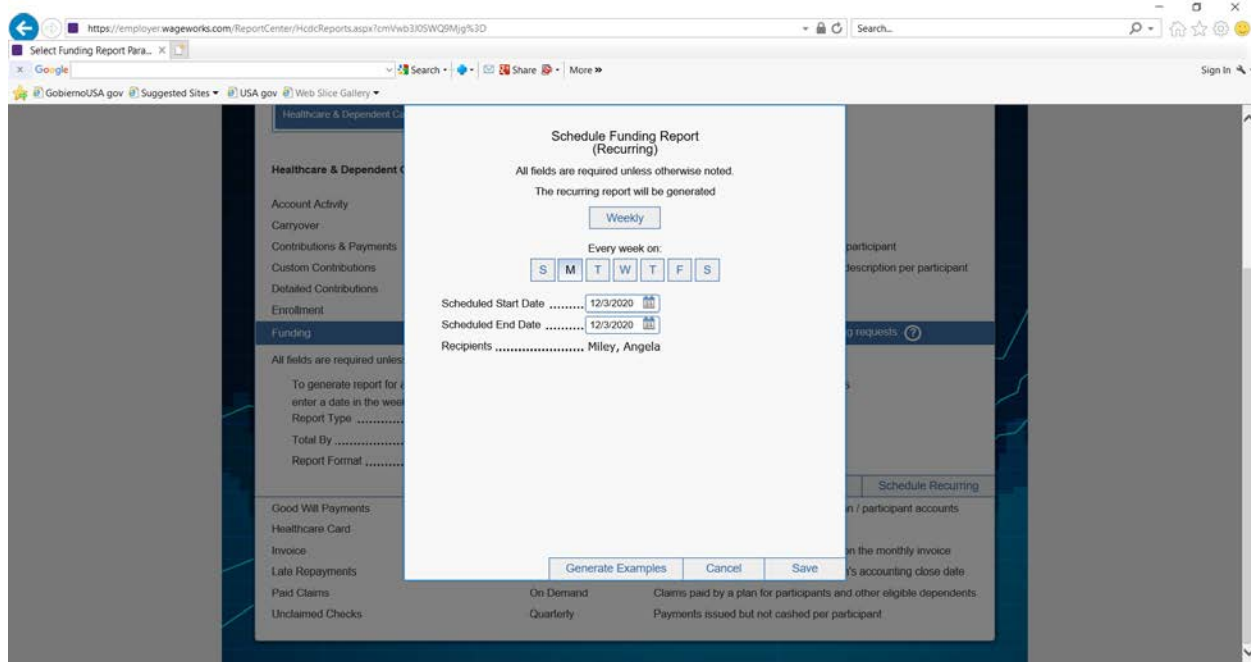 https://employer.wageworks.com/ReportCenter/HcdcReports.aspx?cmVwb3J0SWQ9Mjg%3D
Search...
Select Funding Report Para...
x Google
Search
Share
More »
Sign In
GobiernoUSA gov
Suggested Sites
USA gov
Web Slice Gallery
Healthcare & Dependent Ca
Healthcare & Dependent
Schedule Funding Report
(Recurring)
All fields are required unless otherwise noted.
The recurring report will be generated
Weekly
Every week on:
S M T W T F S
Scheduled Start Date ......... 12/3/2020
Scheduled End Date .......... 12/3/2020
Recipients ...................... Miley, Angela
Generate Examples
Cancel
Save
Account Activity
Carryover
Contributions & Payments participant
Custom Contributions description per participant
Detailed Contributions
Enrollment
Funding g requests ?
All fields are required unles
To generate report for a
enter a date in the wee
Report Type
Total By
Report Format
Schedule Recurring
Good Will Payments n / participant accounts
Healthcare Card
Invoice on the monthly invoice
Late Repayments 's accounting close date
Paid Claims On Demand Claims paid by a plan for participants and other eligible dependents
Unclaimed Checks Quarterly Payments issued but not cashed per participant